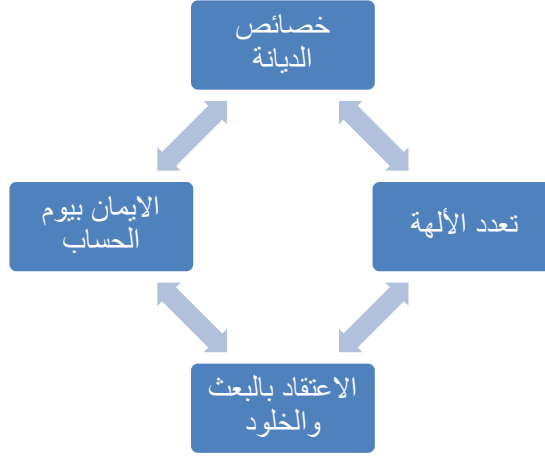 خصائص
الديانة
تعدد الألهة
الايمان بيوم
الحساب
الاعتقاد بالبعث
والخلود